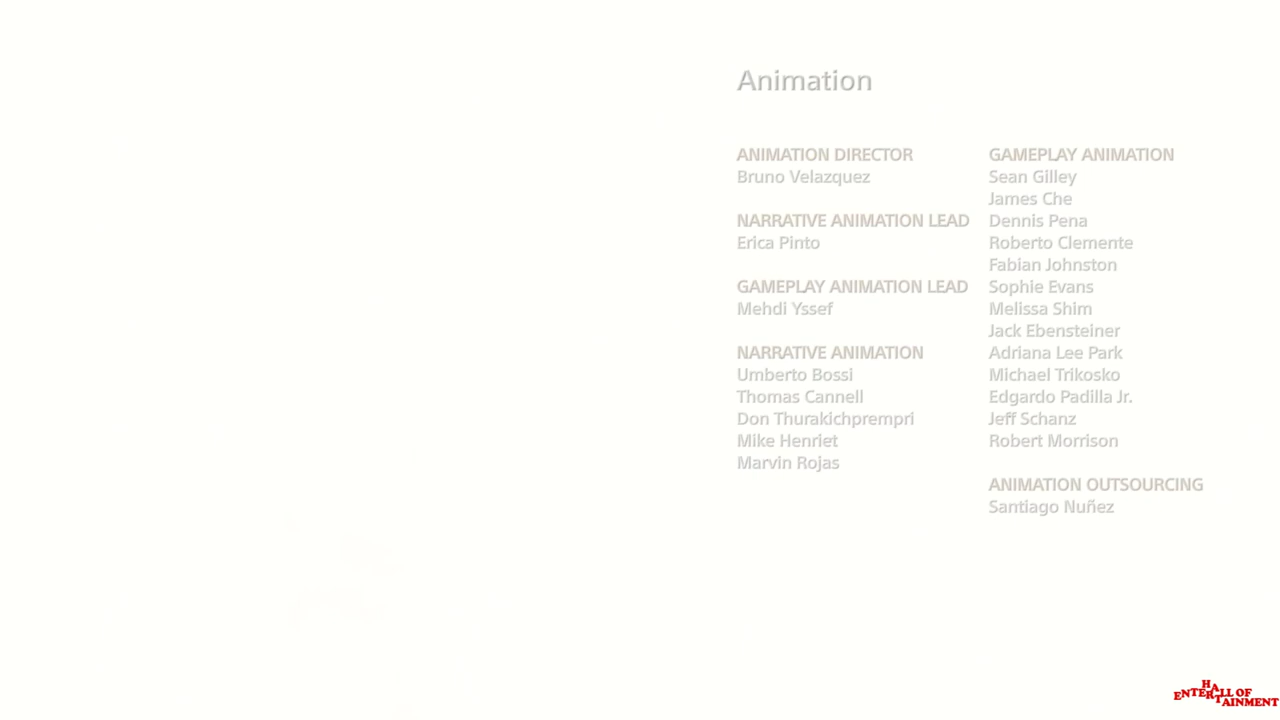 Animation
ANIMATION DIRECTOR
Bruno Velazquez
NARRATIVE ANIMATION LEAD
Erica Pinto
GAMEPLAY ANIMATION LEAD
Mehdi Yssef
NARRATIVE ANIMATION
Umberto Bossi
Thomas Cannell
Don Thurakichprempri
Mike Henriet
Marvin Rojas
GAMEPLAY ANIMATION
Sean Gilley
James Che
Dennis Pena
Roberto Clemente
Fabian Johnston
Sophie Evans
Melissa Shim
Jack Ebensteiner
Adriana Lee Park
Michael Trikosko
Edgardo Padilla Jr.
Jeff Schanz
Robert Morrison
ANIMATION OUTSOURCING
Santiago Nuñez
HALL OF
ENTERTAINMENT